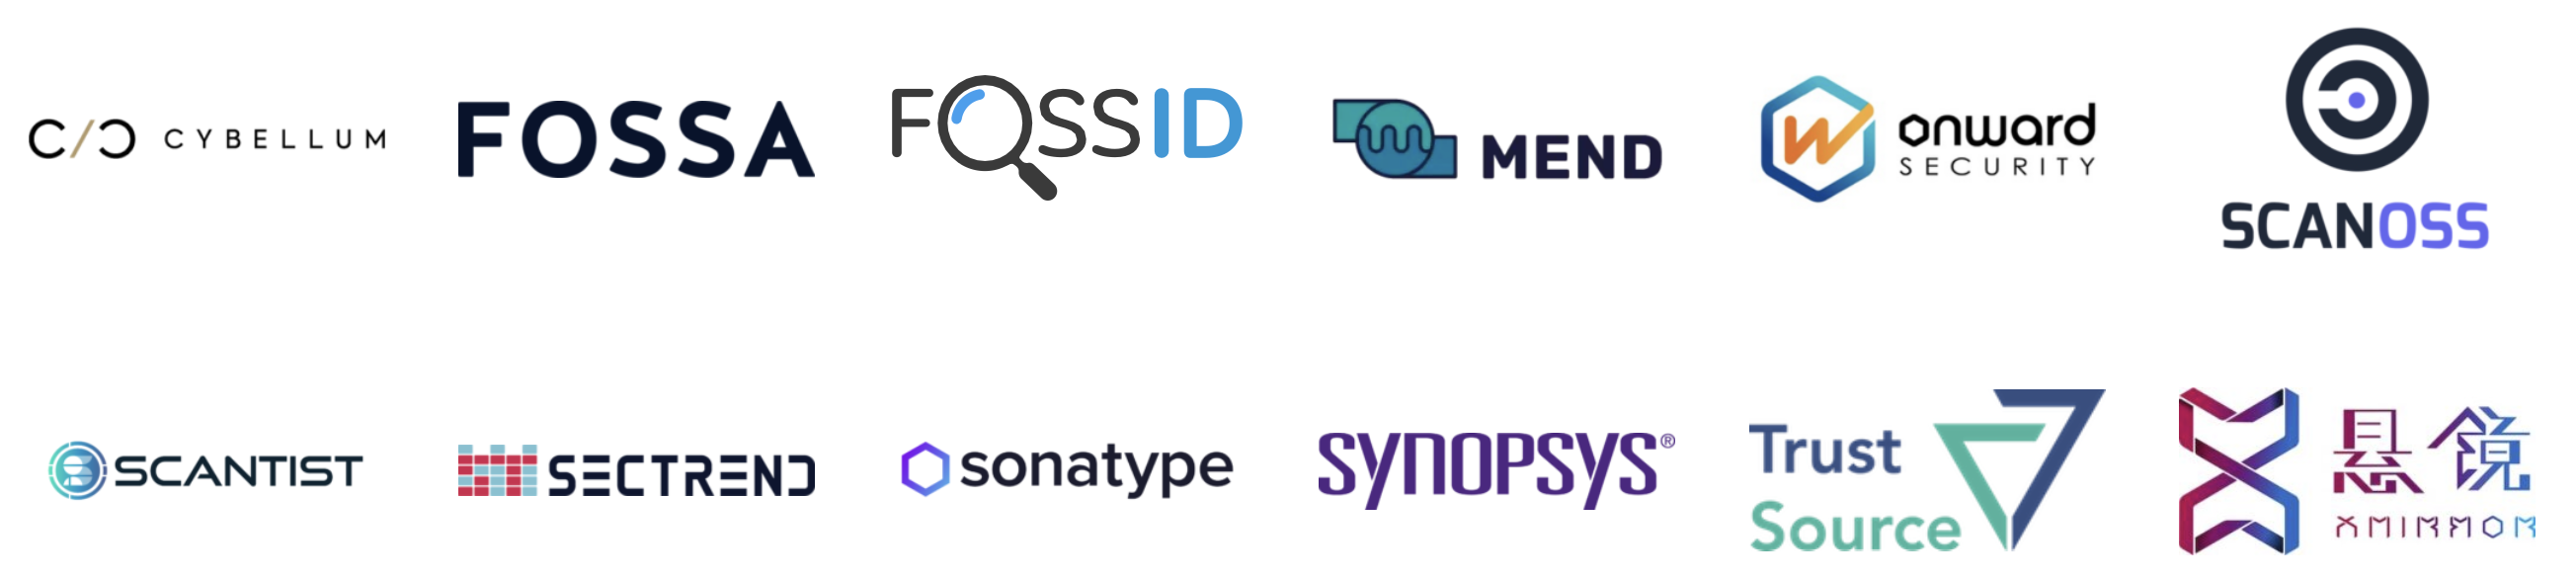 C/Ɔ CYBELLUM
FOSSA
FOSSID
MEND
onward
SECURITY
SCANOSS
SCANTIST
SECTREND
sonatype
SYNOPSYS®
Trust
Source
悬镜
XMIRROR